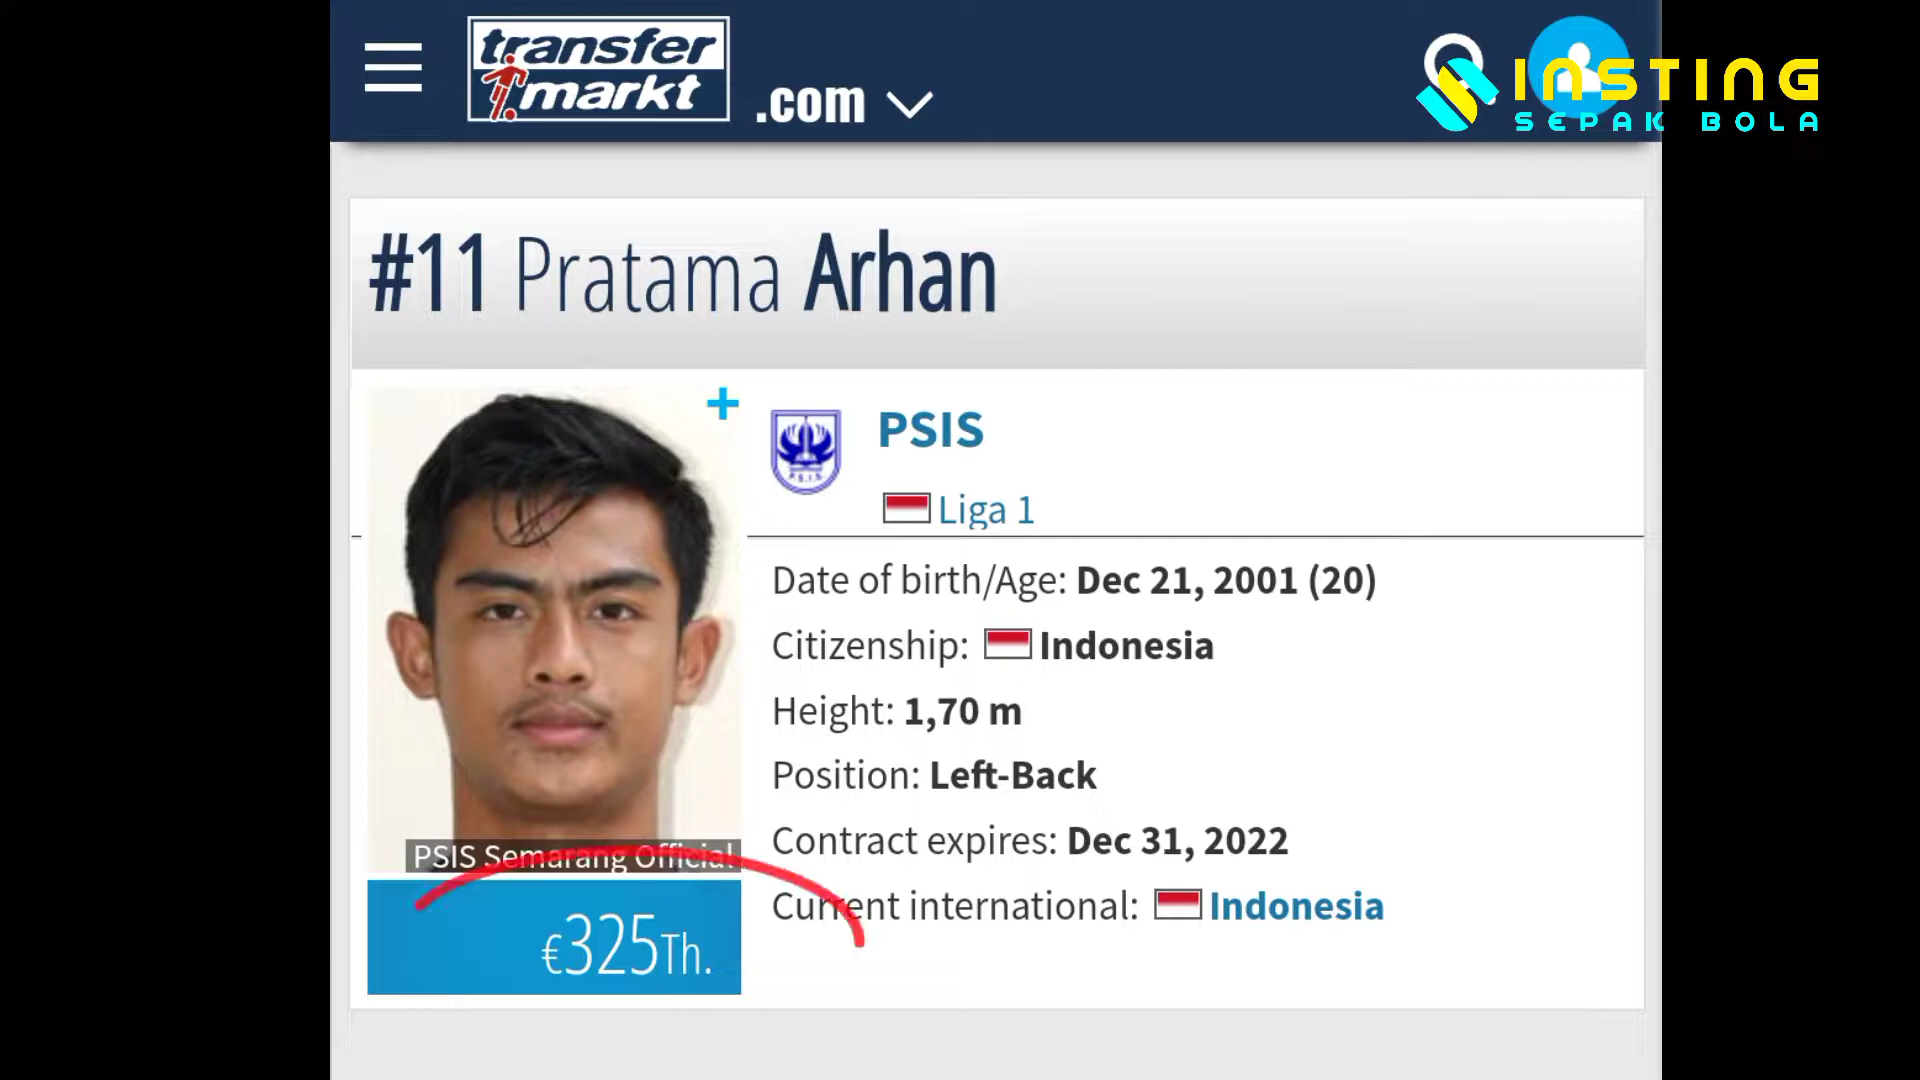 transfer
markt
.com
INSTING
SEPAK BOLA
#11 Pratama Arhan
PSIS
P.S.I.S
Liga 1
Date of birth/Age: Dec 21, 2001 (20)
Citizenship: Indonesia
Height: 1,70 m
Position: Left-Back
Contract expires: Dec 31, 2022
Current international: Indonesia
PSIS Semarang Official
€325Th.